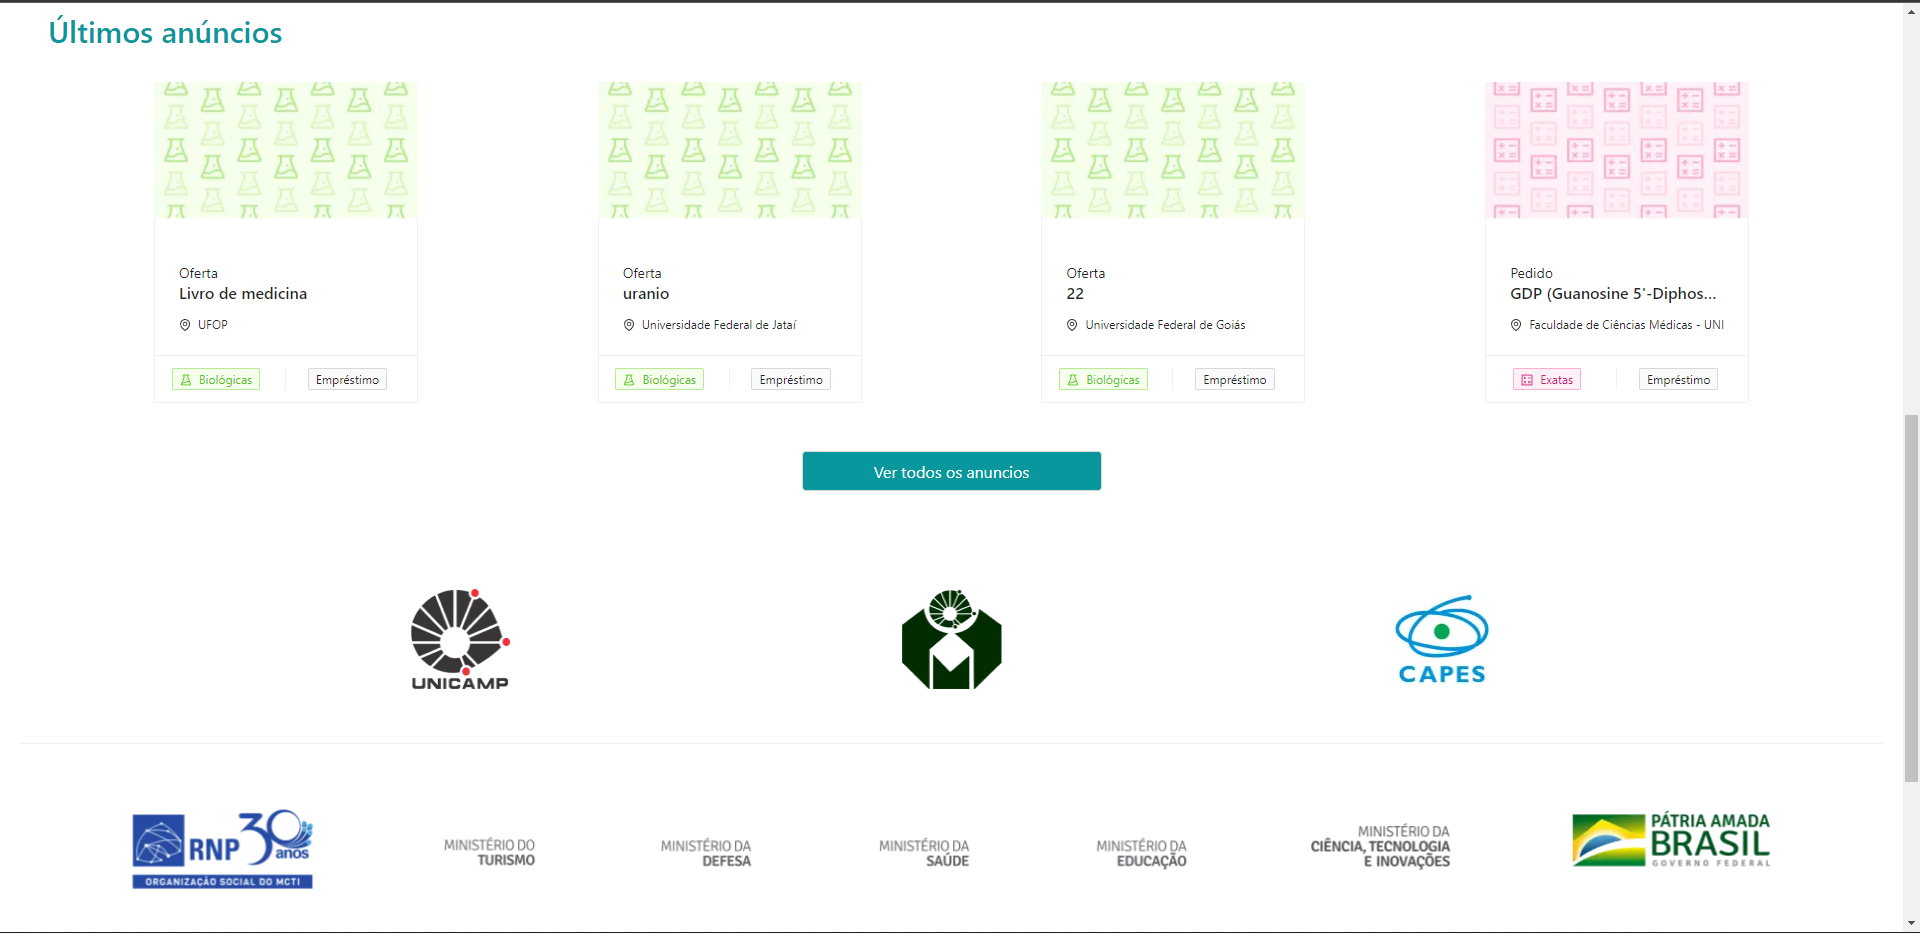 Últimos anúncios
Oferta
Livro de medicina
UFOP
Biológicas
Empréstimo
Oferta
uranio
Universidade Federal de Jataí
Biológicas
Empréstimo
Oferta
22
Universidade Federal de Goiás
Biológicas
Empréstimo
Pedido
GDP (Guanosine 5'-Diphos...
Faculdade de Ciências Médicas - UNI
Exatas
Empréstimo
Ver todos os anuncios
UNICAMP
CAPES
RNP 30 anos
ORGANIZAÇÃO SOCIAL DO MCTI
MINISTÉRIO DO
TURISMO
MINISTÉRIO DA
DEFESA
MINISTÉRIO DA
SAÚDE
MINISTÉRIO DA
EDUCAÇÃO
MINISTÉRIO DA
CIÊNCIA, TECNOLOGIA
E INOVAÇÕES
PÁTRIA AMADA
BRASIL
GOVERNO FEDERAL